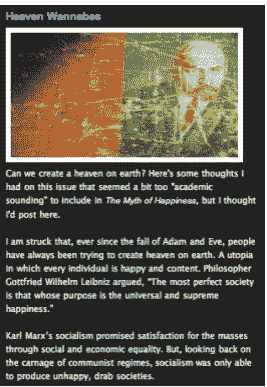 Heaven Wannabes
Can we create a heaven on earth? Here's some thoughts I
had on this issue that seemed a bit too "academic
sounding" to include in The Myth of Happiness, but I thought
I'd post here.
I am struck that, ever since the fall of Adam and Eve, people
have always been trying to create heaven on earth. A utopia
in which every individual is happy and content. Philosopher
Gottfried Wilhelm Leibniz argued, "The most perfect society
is that whose purpose is the universal and supreme
happiness."
Karl Marx's socialism promised satisfaction for the masses
through social and economic equality. But, looking back on
the carnage of communist regimes, socialism was only able
to produce unhappy, drab societies.